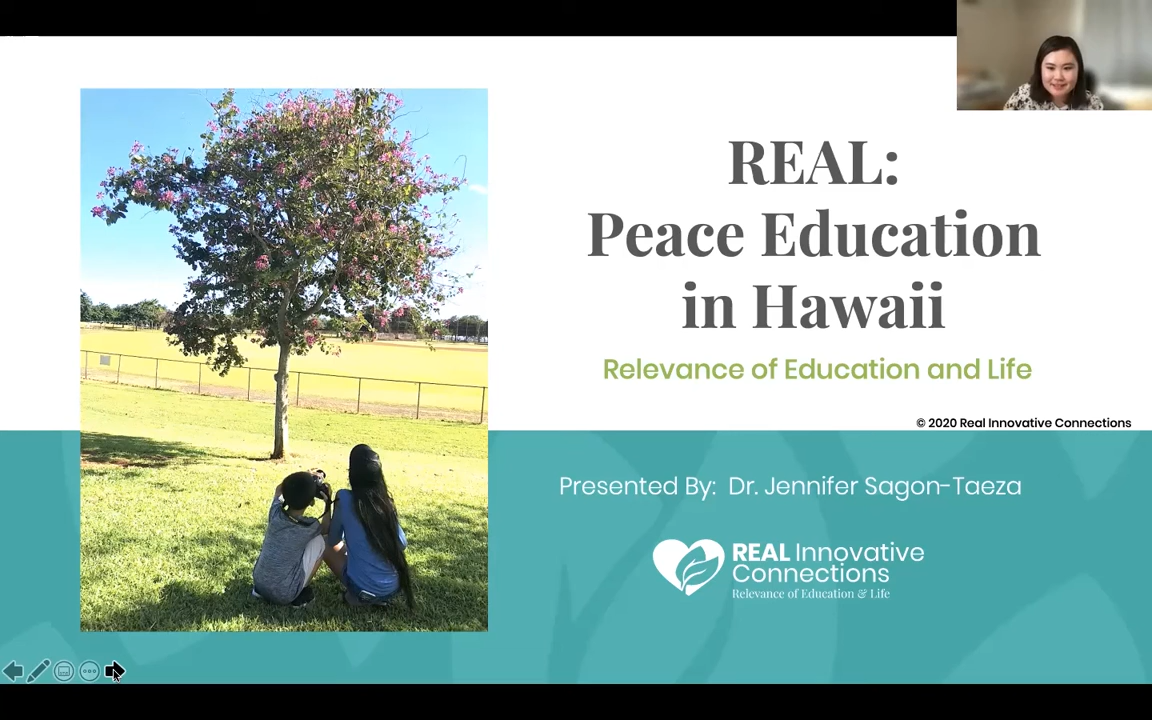 REAL:
Peace Education
in Hawaii
Relevance of Education and Life
© 2020 Real Innovative Connections
Presented By: Dr. Jennifer Sagon-Taeza
REAL Innovative
Connections
Relevance of Education & Life